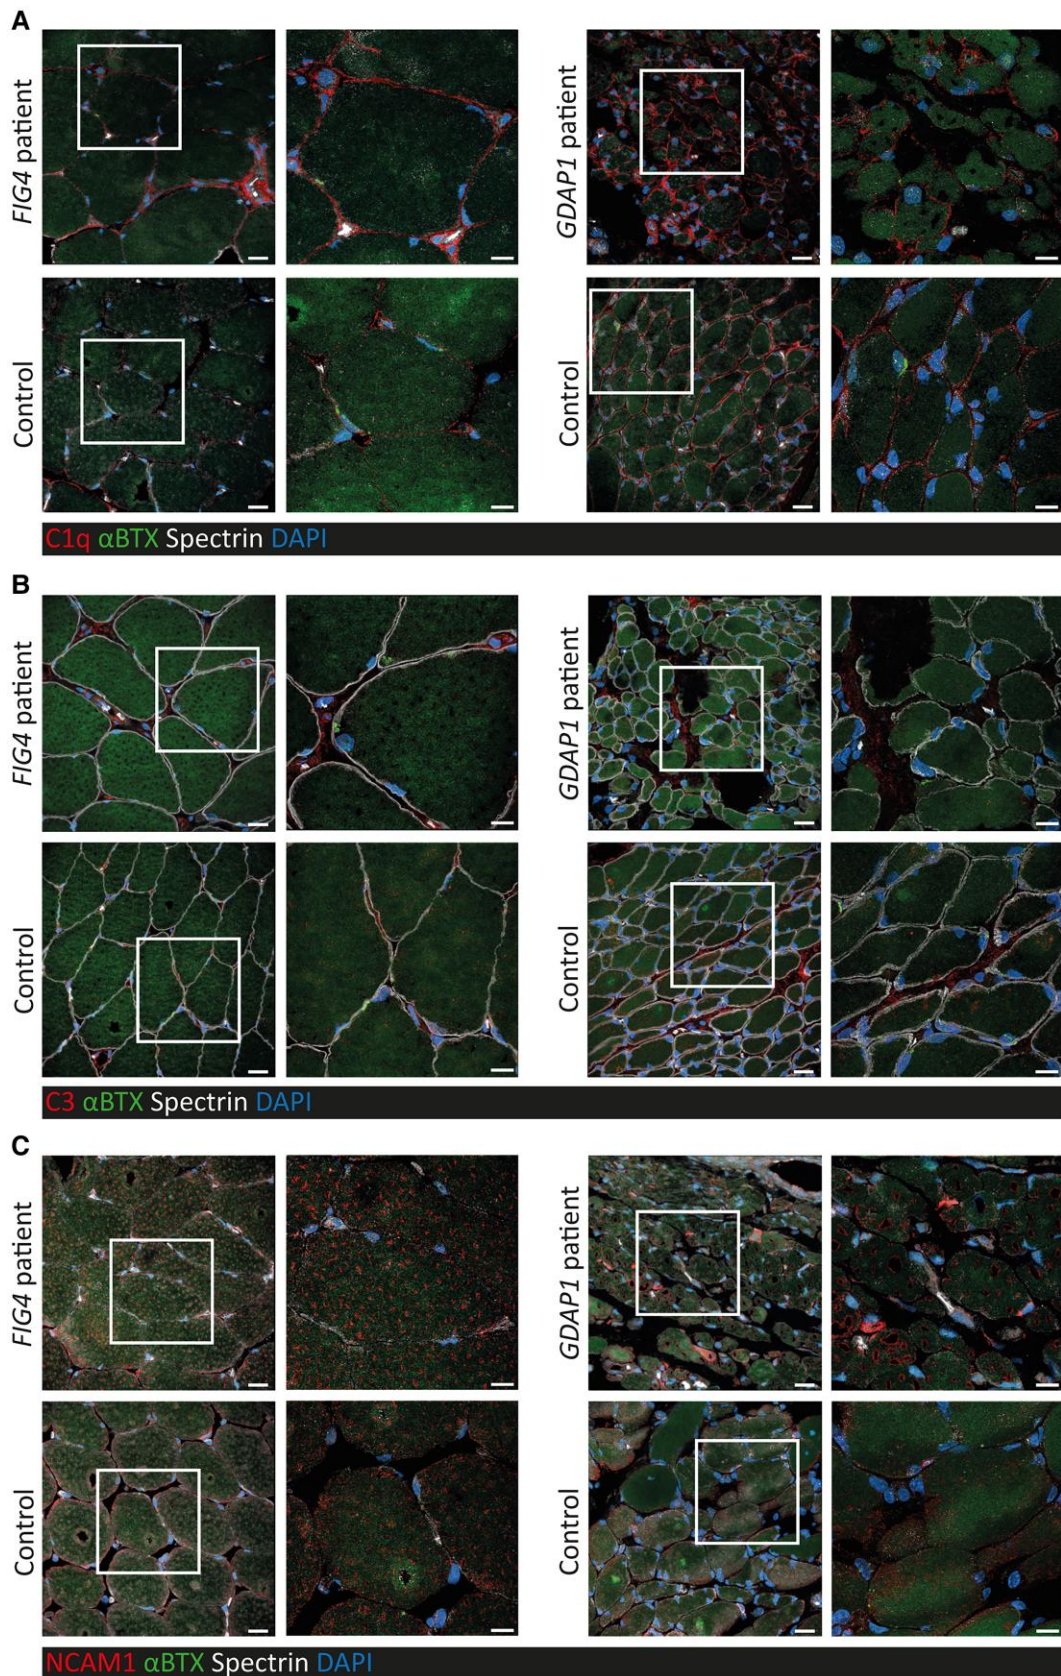 A
FIG4 patient
GDAP1 patient
Control
Control
C1q αBTX Spectrin DAPI
B
FIG4 patient
GDAP1 patient
Control
Control
C3 αBTX Spectrin DAPI
C
FIG4 patient
GDAP1 patient
Control
Control
NCAM1 αBTX Spectrin DAPI